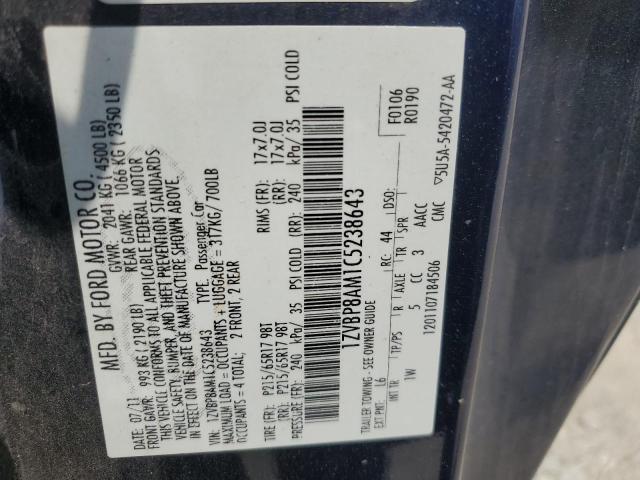 MFD. BY FORD MOTOR CO.
DATE: 07/11 GVWR: 2041 KG ( 4500 LB)
FRONT GAWR: 993 KG ( 2190 LB) REAR GAWR: 1066 KG ( 2350 LB)
THIS VEHICLE CONFORMS TO ALL APPLICABLE FEDERAL MOTOR
VEHICLE SAFETY, BUMPER, AND THEFT PREVENTION STANDARDS
IN EFFECT ON THE DATE OF MANUFACTURE SHOWN ABOVE.
VIN: 1ZVBP8AM1C5238643 TYPE: Passenger Car
MAXIMUM LOAD = OCCUPANTS + LUGGAGE = 317KG/ 700LB
OCCUPANTS = 4 TOTAL; 2 FRONT, 2 REAR
TIRE (FR): P215/65R17 98T RIMS (FR): 17x7.0J
(RR): P215/65R17 98T (RR): 17x7.0J
PRESSURE (FR): 240 kPa/ 35 PSI COLD (RR): 240 kPa/ 35 PSI COLD
1ZVBP8AM1C5238643
TRAILER TOWING - SEE OWNER GUIDE F0106
R0190
EXT PNT: L6 RC: 44 DSO:
INT TR TP/PS R AXLE TR SPR
1W 5 CC 3 AACC
1201107184506 CMC ▽5U5A-5420472-AA